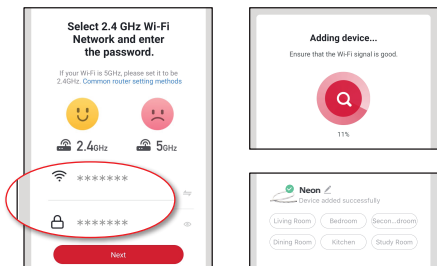 Select 2.4 GHz Wi-Fi
Network and enter
the password.
If your Wi-Fi is 5GHz, please set it to be
2.4GHz. Common router setting methods
2.4GHz
5GHz
*******
*******
Next
Adding device...
Ensure that the Wi-Fi signal is good.
11%
Neon
Device added successfully
Living Room
Bedroom
Secon...droom
Dining Room
Kitchen
Study Room